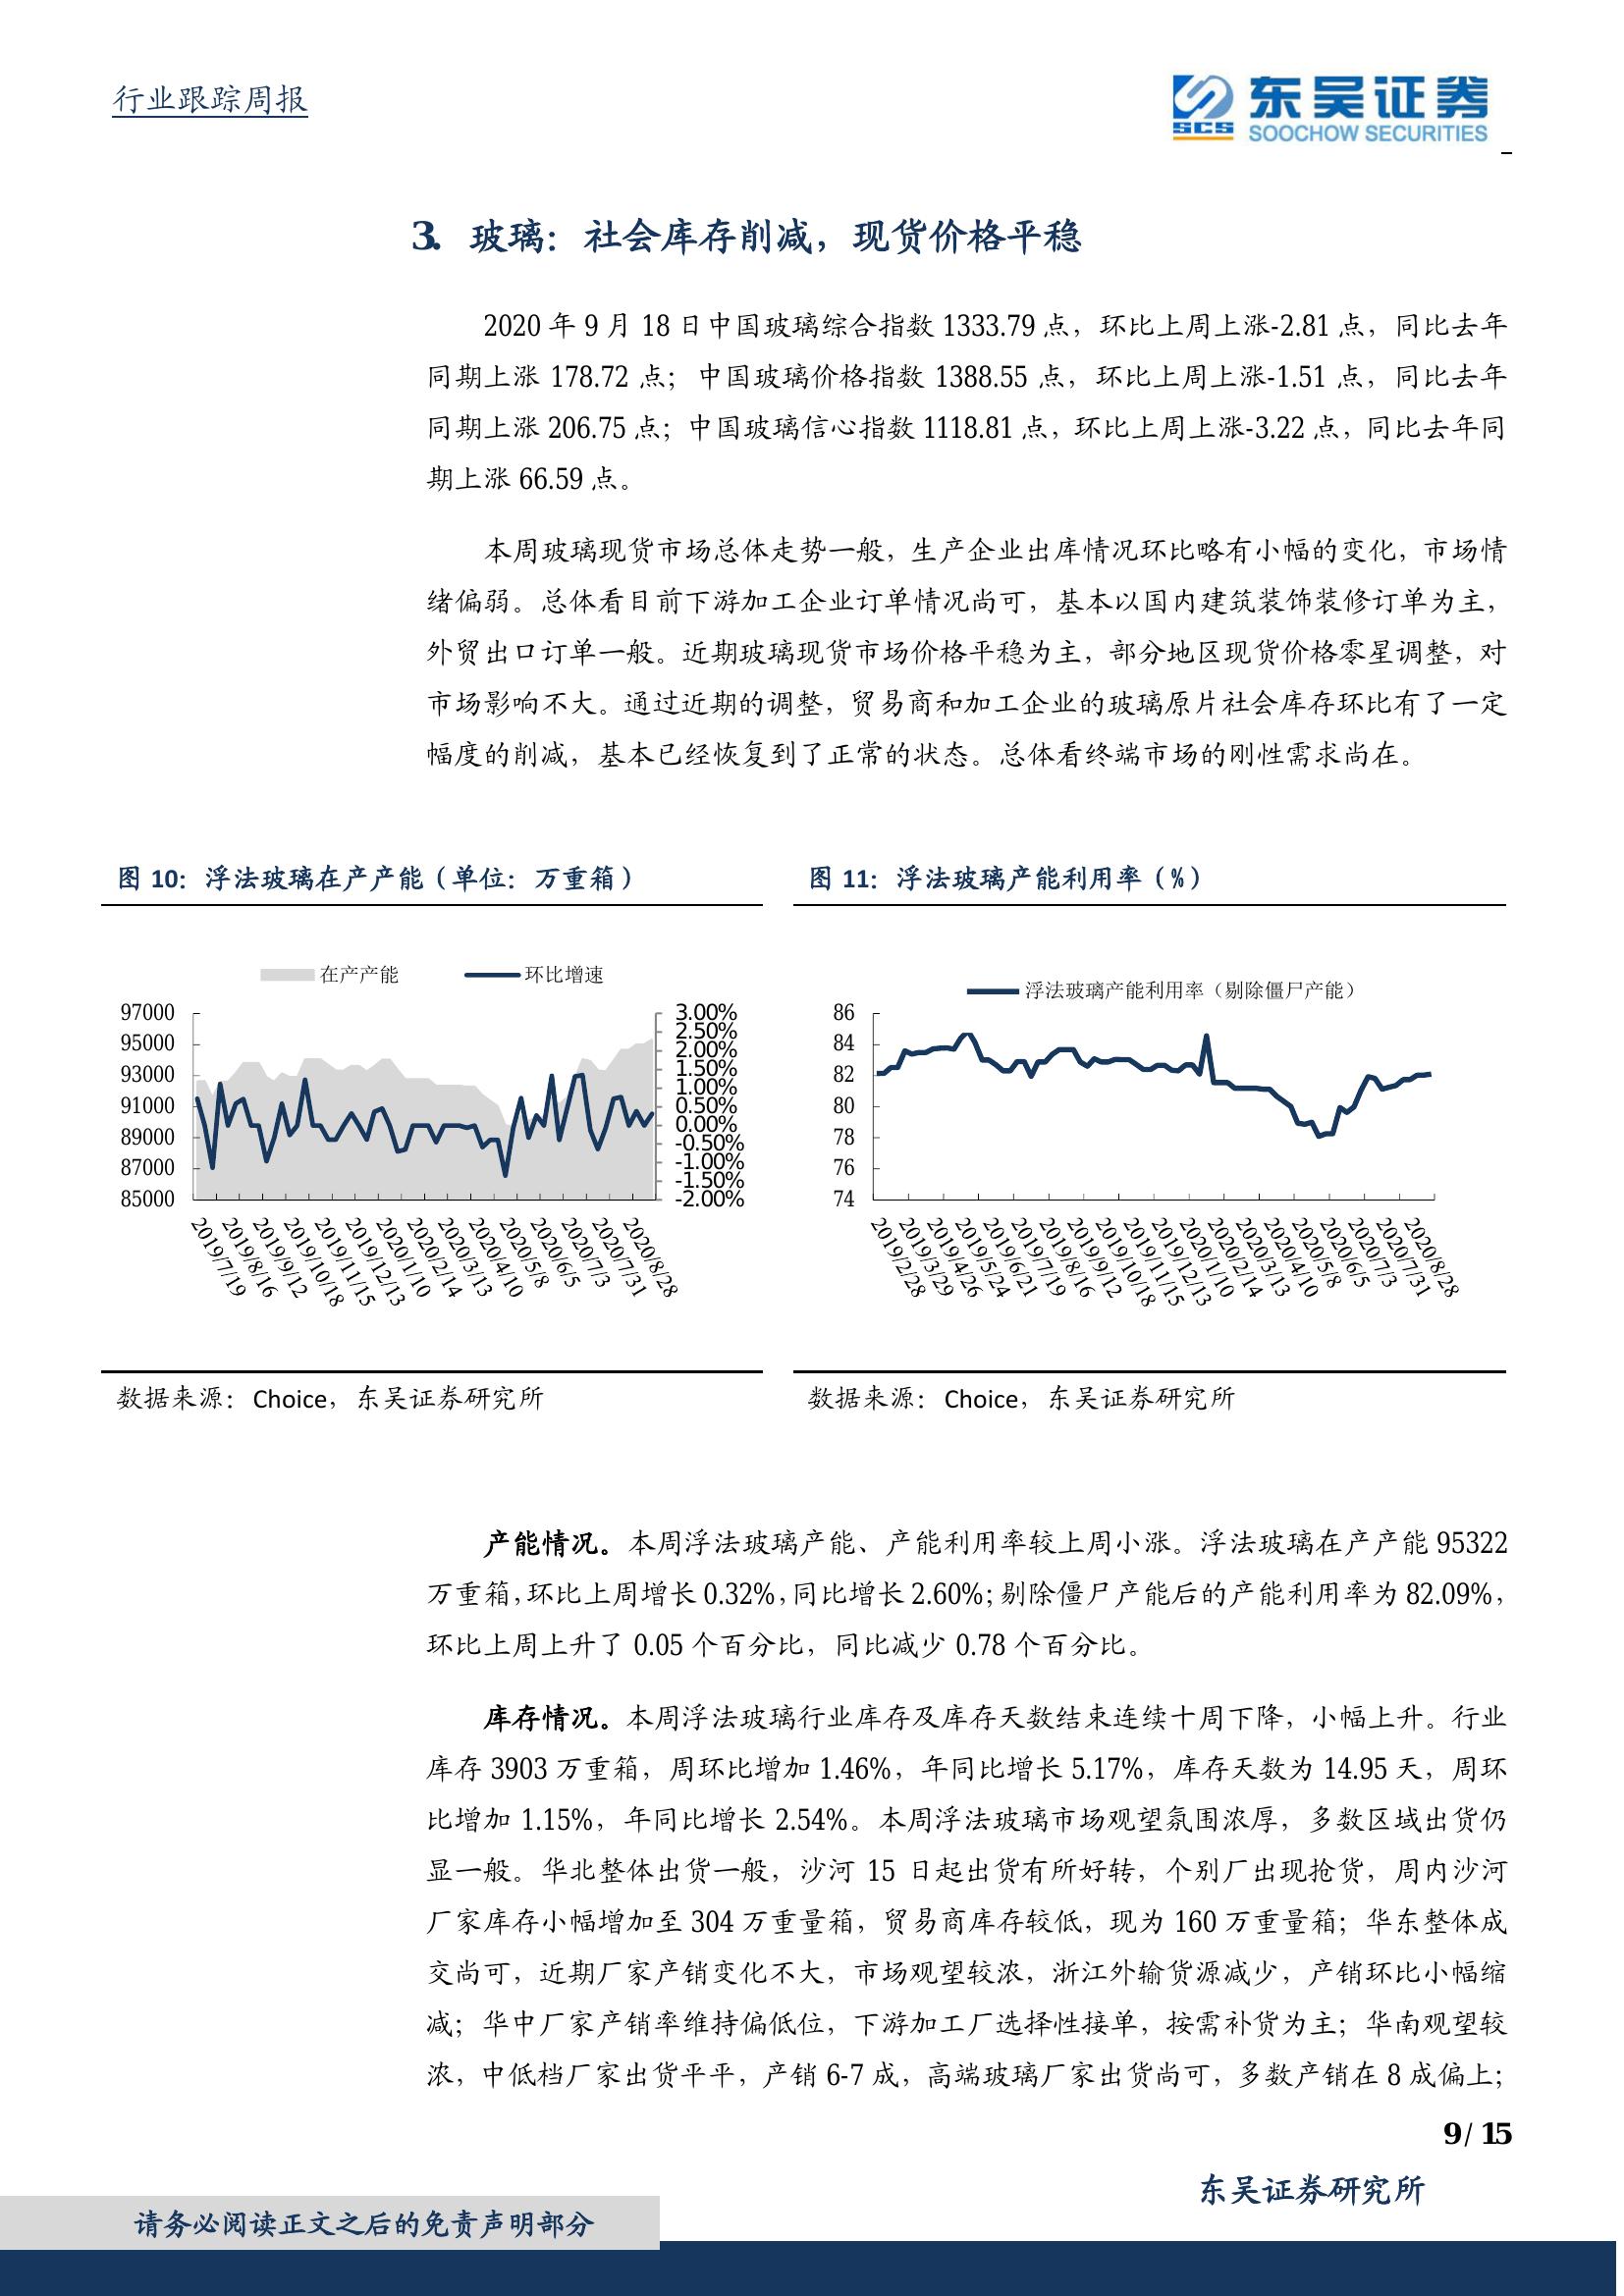 行业跟踪周报
东吴证券
SCS
SOOCHOW SECURITIES
3. 玻璃：社会库存削减，现货价格平稳
2020 年 9 月 18 日中国玻璃综合指数 1333.79 点，环比上周上涨-2.81 点，同比去年
同期上涨 178.72 点；中国玻璃价格指数 1388.55 点，环比上周上涨-1.51 点，同比去年
同期上涨 206.75 点；中国玻璃信心指数 1118.81 点，环比上周上涨-3.22 点，同比去年同
期上涨 66.59 点。
本周玻璃现货市场总体走势一般，生产企业出库情况环比略有小幅的变化，市场情
绪偏弱。总体看目前下游加工企业订单情况尚可，基本以国内建筑装饰装修订单为主，
外贸出口订单一般。近期玻璃现货市场价格平稳为主，部分地区现货价格零星调整，对
市场影响不大。通过近期的调整，贸易商和加工企业的玻璃原片社会库存环比有了一定
幅度的削减，基本已经恢复到了正常的状态。总体看终端市场的刚性需求尚在。
图 10：浮法玻璃在产产能（单位：万重箱）
在产产能
环比增速
97000
95000
93000
91000
89000
87000
85000
3.00%
2.50%
2.00%
1.50%
1.00%
0.50%
0.00%
-0.50%
-1.00%
-1.50%
-2.00%
2019/7/19
2019/8/16
2019/9/12
2019/10/18
2019/11/15
2019/12/13
2020/1/10
2020/2/14
2020/3/13
2020/4/10
2020/5/8
2020/6/5
2020/7/3
2020/7/31
2020/8/28
数据来源：Choice，东吴证券研究所
图 11：浮法玻璃产能利用率（%）
浮法玻璃产能利用率（剔除僵尸产能）
86
84
82
80
78
76
74
2019/2/28
2019/3/29
2019/4/26
2019/5/24
2019/6/21
2019/7/19
2019/8/16
2019/9/12
2019/10/18
2019/11/15
2019/12/13
2020/1/10
2020/2/14
2020/3/13
2020/4/10
2020/5/8
2020/6/5
2020/7/3
2020/7/31
2020/8/28
数据来源：Choice，东吴证券研究所
产能情况。本周浮法玻璃产能、产能利用率较上周小涨。浮法玻璃在产产能 95322
万重箱，环比上周增长 0.32%，同比增长 2.60%；剔除僵尸产能后的产能利用率为 82.09%，
环比上周上升了 0.05 个百分比，同比减少 0.78 个百分比。
库存情况。本周浮法玻璃行业库存及库存天数结束连续十周下降，小幅上升。行业
库存 3903 万重箱，周环比增加 1.46%，年同比增长 5.17%，库存天数为 14.95 天，周环
比增加 1.15%，年同比增长 2.54%。本周浮法玻璃市场观望氛围浓厚，多数区域出货仍
显一般。华北整体出货一般，沙河 15 日起出货有所好转，个别厂出现抢货，周内沙河
厂家库存小幅增加至 304 万重量箱，贸易商库存较低，现为 160 万重量箱；华东整体成
交尚可，近期厂家产销变化不大，市场观望较浓，浙江外输货源减少，产销环比小幅缩
减；华中厂家产销率维持偏低位，下游加工厂选择性接单，按需补货为主；华南观望较
浓，中低档厂家出货平平，产销 6-7 成，高端玻璃厂家出货尚可，多数产销在 8 成偏上；
9 / 15
东吴证券研究所
请务必阅读正文之后的免责声明部分